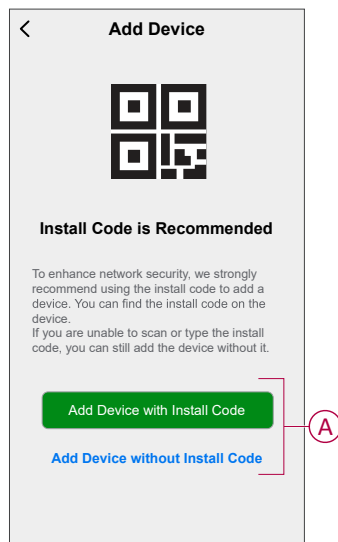 Add Device
Install Code is Recommended
To enhance network security, we strongly
recommend using the install code to add a
device. You can find the install code on the
device.
If you are unable to scan or type the install
code, you can still add the device without it.
Add Device with Install Code
A
Add Device without Install Code